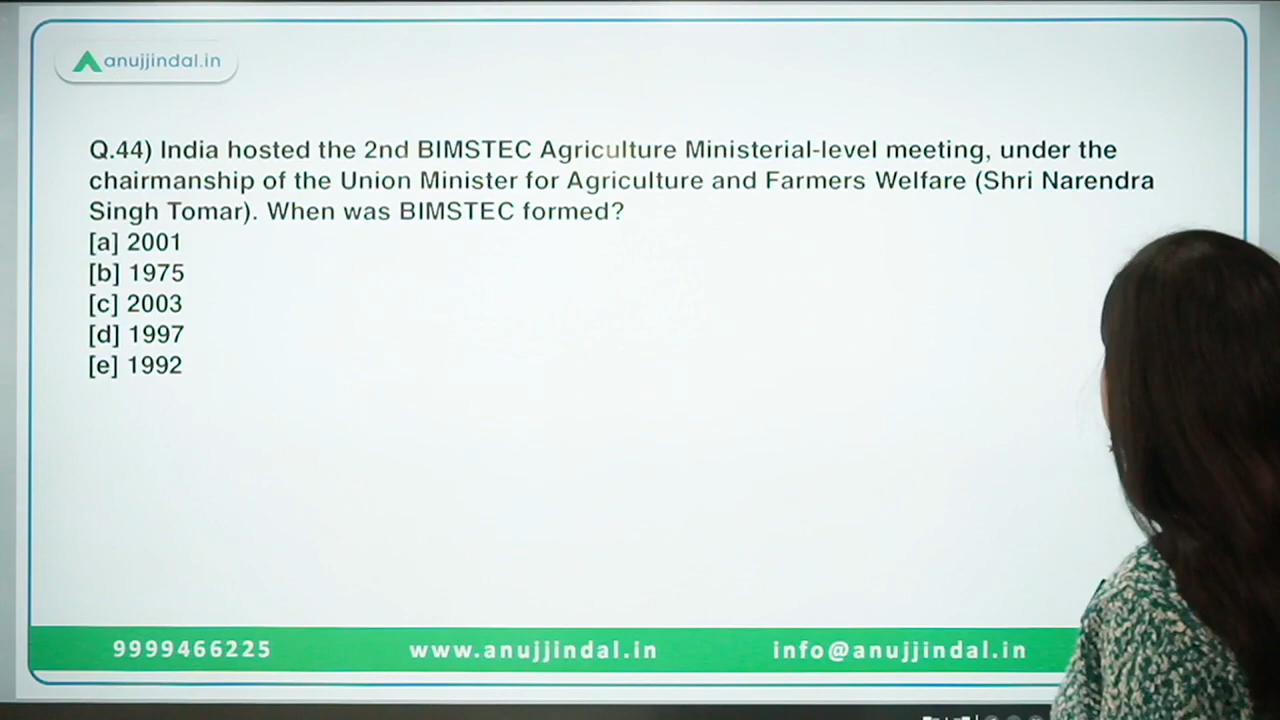 anujjindal.in
Q.44) India hosted the 2nd BIMSTEC Agriculture Ministerial-level meeting, under the
chairmanship of the Union Minister for Agriculture and Farmers Welfare (Shri Narendra
Singh Tomar). When was BIMSTEC formed?
[a] 2001
[b] 1975
[c] 2003
[d] 1997
[e] 1992
9999466225 www.anujjindal.in info@anujjindal.in